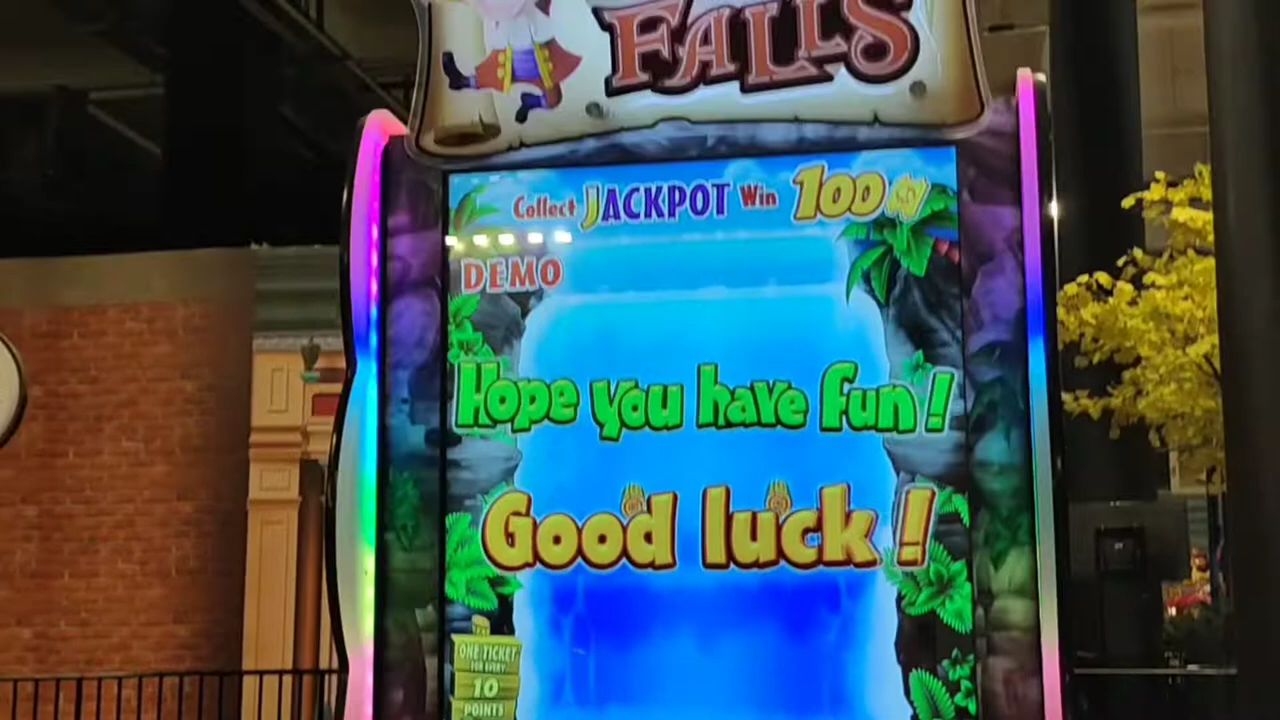 FALLS
Collect JACKPOT Win 100
DEMO
Hope you have fun!
Good luck!
ONE TICKET
FOR EVERY
10
POINTS